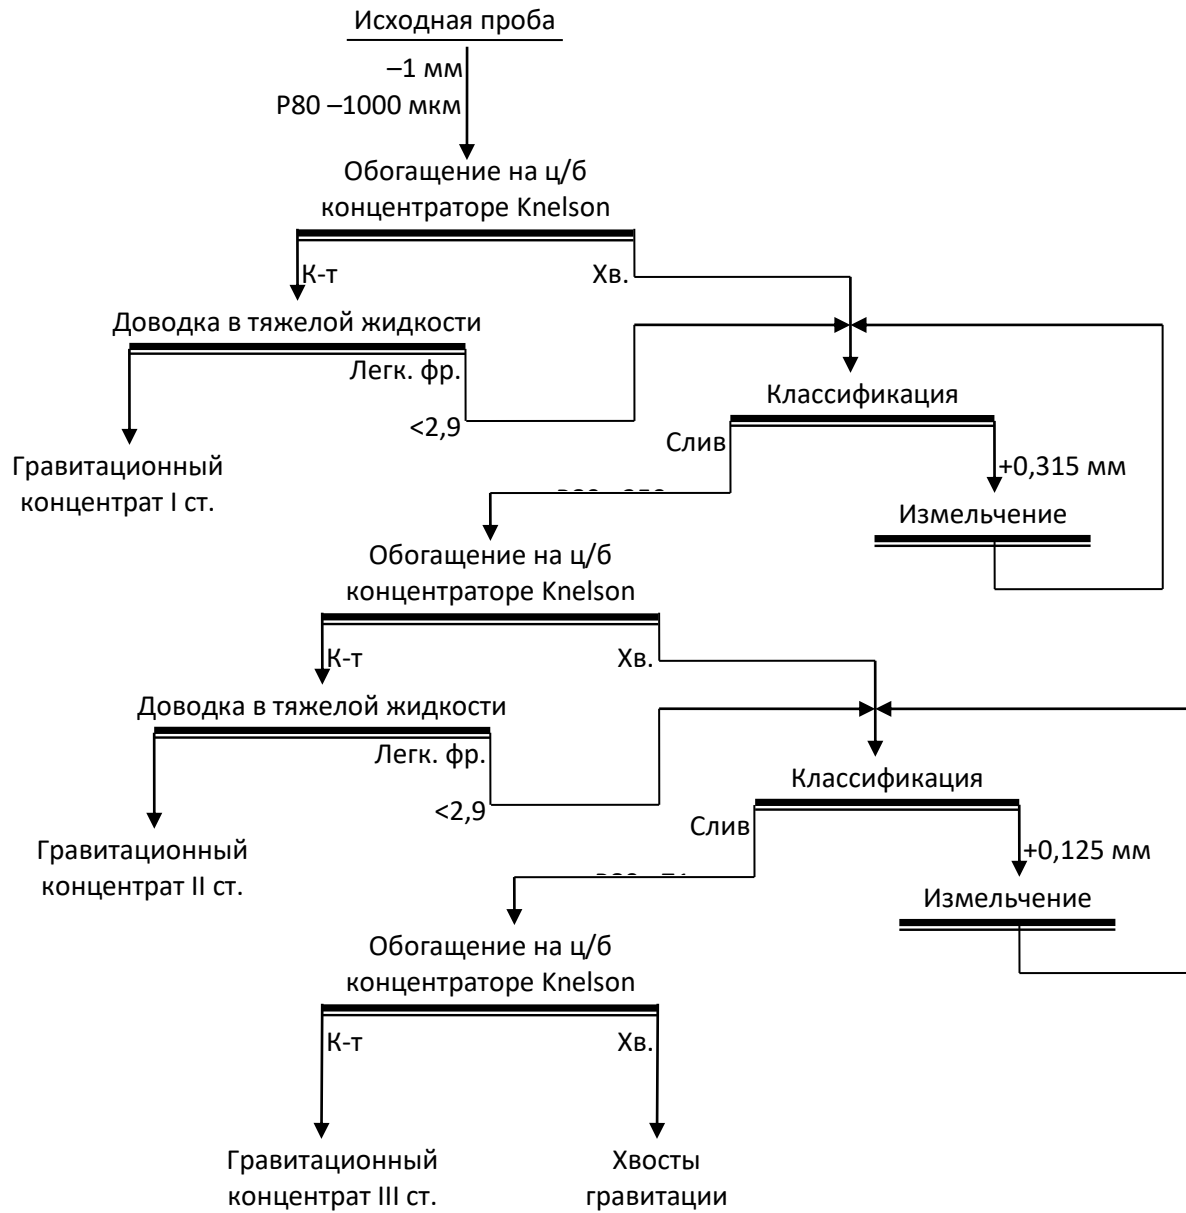 Исходная проба
–1 мм
P80 –1000 мкм
Обогащение на ц/б
концентраторе Knelson
К-т
Хв.
Доводка в тяжелой жидкости
Легк. фр.
<2,9
Классификация
Слив
+0,315 мм
Гравитационный
концентрат I ст.
Измельчение
Обогащение на ц/б
концентраторе Knelson
К-т
Хв.
Доводка в тяжелой жидкости
Легк. фр.
<2,9
Классификация
Слив
+0,125 мм
Гравитационный
концентрат II ст.
Измельчение
Обогащение на ц/б
концентраторе Knelson
К-т
Хв.
Гравитационный
концентрат III ст.
Хвосты
гравитации